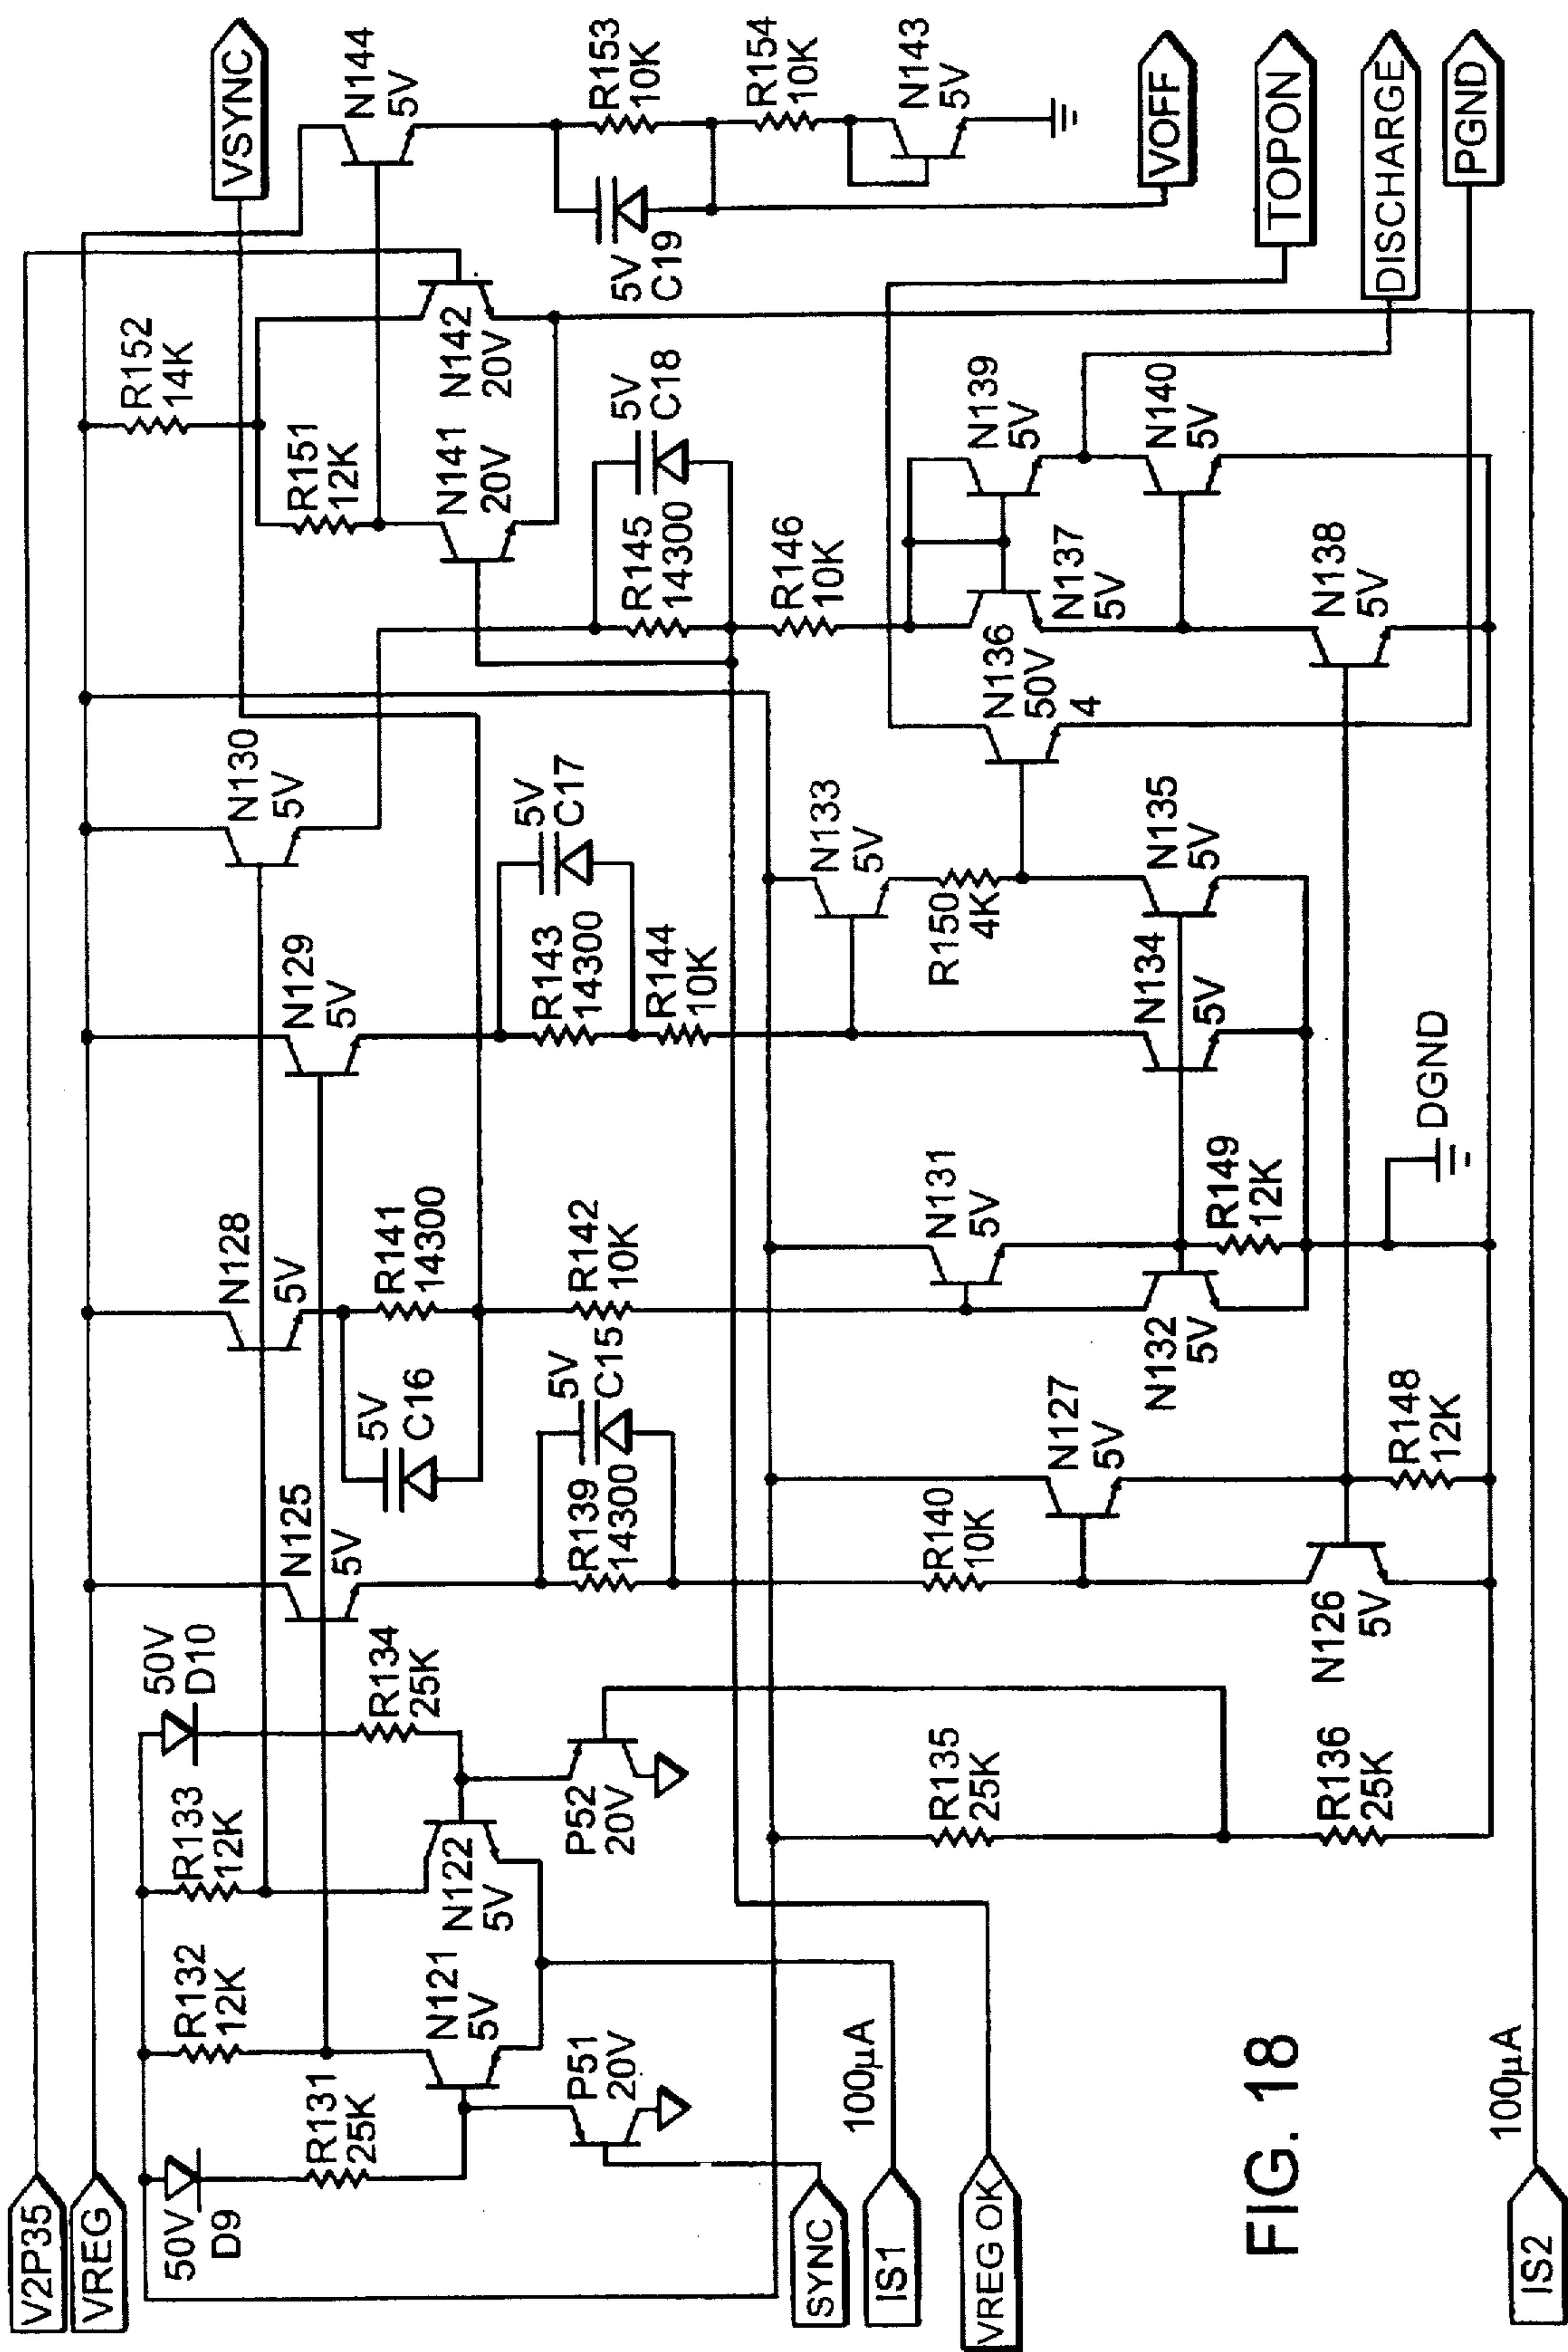 V2P35
VREG
VSYNC
N144
5V
R152
14K
R153
10K
R154
10K
N143
5V
5V
C19
R151
12K
N142
20V
N141
20V
N130
5V
N129
5V
N128
5V
N125
5V
50V
D10
R134
25K
R133
12K
R132
12K
N122
5V
N121
5V
R131
25K
50V
D9
P52
20V
P51
20V
5V
C16
R141
14300
5V
C17
R143
14300
R144
10K
5V
C18
R145
14300
R146
10K
R142
10K
5V
C15
R139
14300
R140
10K
VOFF
TOPON
DISCHARGE
PGND
N139
5V
N140
5V
N137
5V
N136
50V
4
N138
5V
N133
5V
R150
4K
N135
5V
N134
5V
N131
5V
R149
12K
N132
5V
DGND
N127
5V
R148
12K
N126
5V
R135
25K
R136
25K
SYNC
IS1
100µA
VREG OK
IS2
100µA
FIG. 18